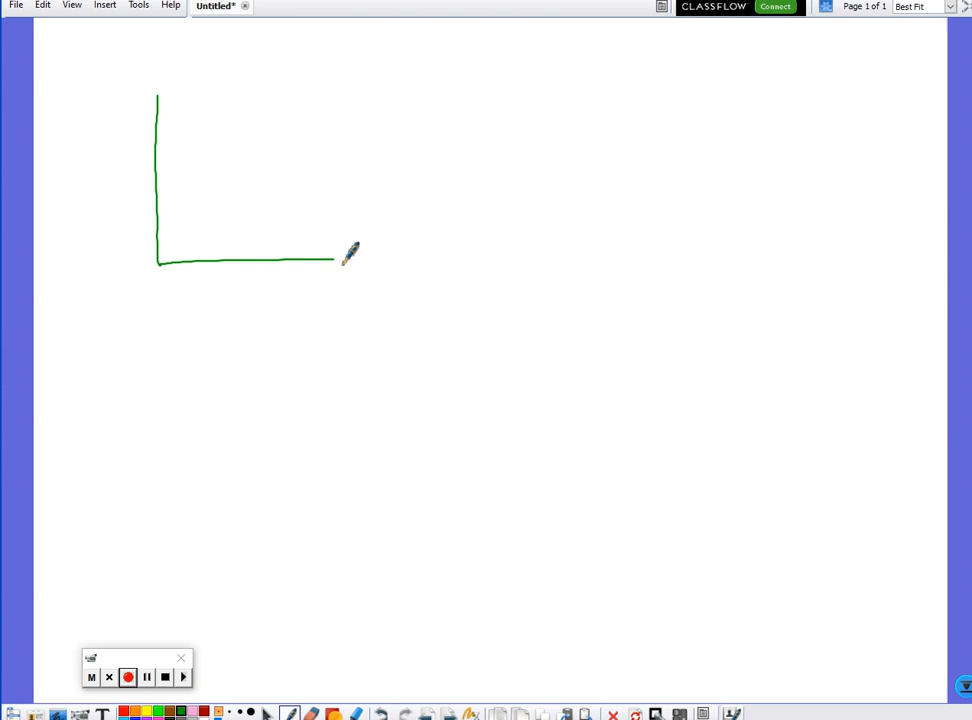 File Edit View Insert Tools Help Untitled* CLASSFLOW Connect Page 1 of 1 Best Fit
M
T